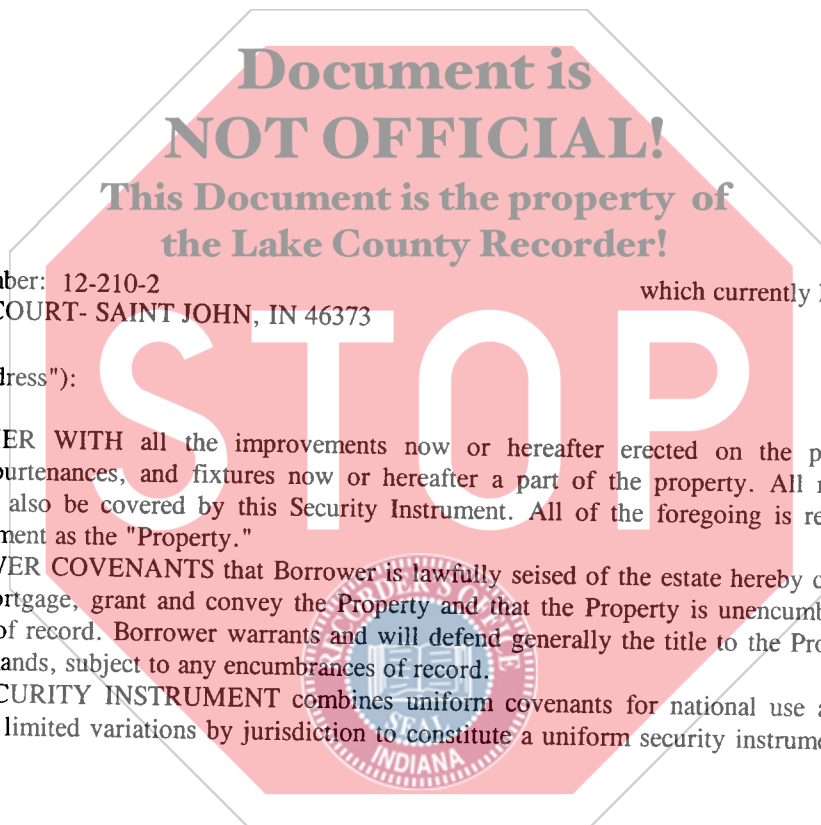 Document is
NOT OFFICIAL!
This Document is the property of
the Lake County Recorder!
ber: 12-210-2 which currently
COURT- SAINT JOHN, IN 46373
dress"):
STOP
ER WITH all the improvements now or hereafter erected on the p
purtenances, and fixtures now or hereafter a part of the property. All r
also be covered by this Security Instrument. All of the foregoing is re
ment as the "Property."
VER COVENANTS that Borrower is lawfully seised of the estate hereby c
ortgage, grant and convey the Property and that the Property is unencumb
of record. Borrower warrants and will defend generally the title to the Pro
ands, subject to any encumbrances of record.
CURITY INSTRUMENT combines uniform covenants for national use a
limited variations by jurisdiction to constitute a uniform security instrume
RECORDER'S OFFICE
SEAL
INDIANA